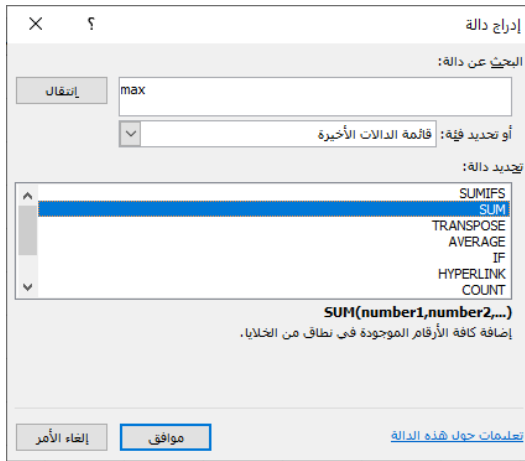 إدراج دالة
؟
البحث عن دالة:
max
إنتقال
أو تحديد فئة: قائمة الدالات الأخيرة
تحديد دالة:
SUMIFS
SUM
TRANSPOSE
AVERAGE
IF
HYPERLINK
COUNT
SUM(number1,number2,...)
إضافة كافة الأرقام الموجودة في نطاق من الخلايا.
تعليمات حول هذه الدالة
موافق
إلغاء الأمر